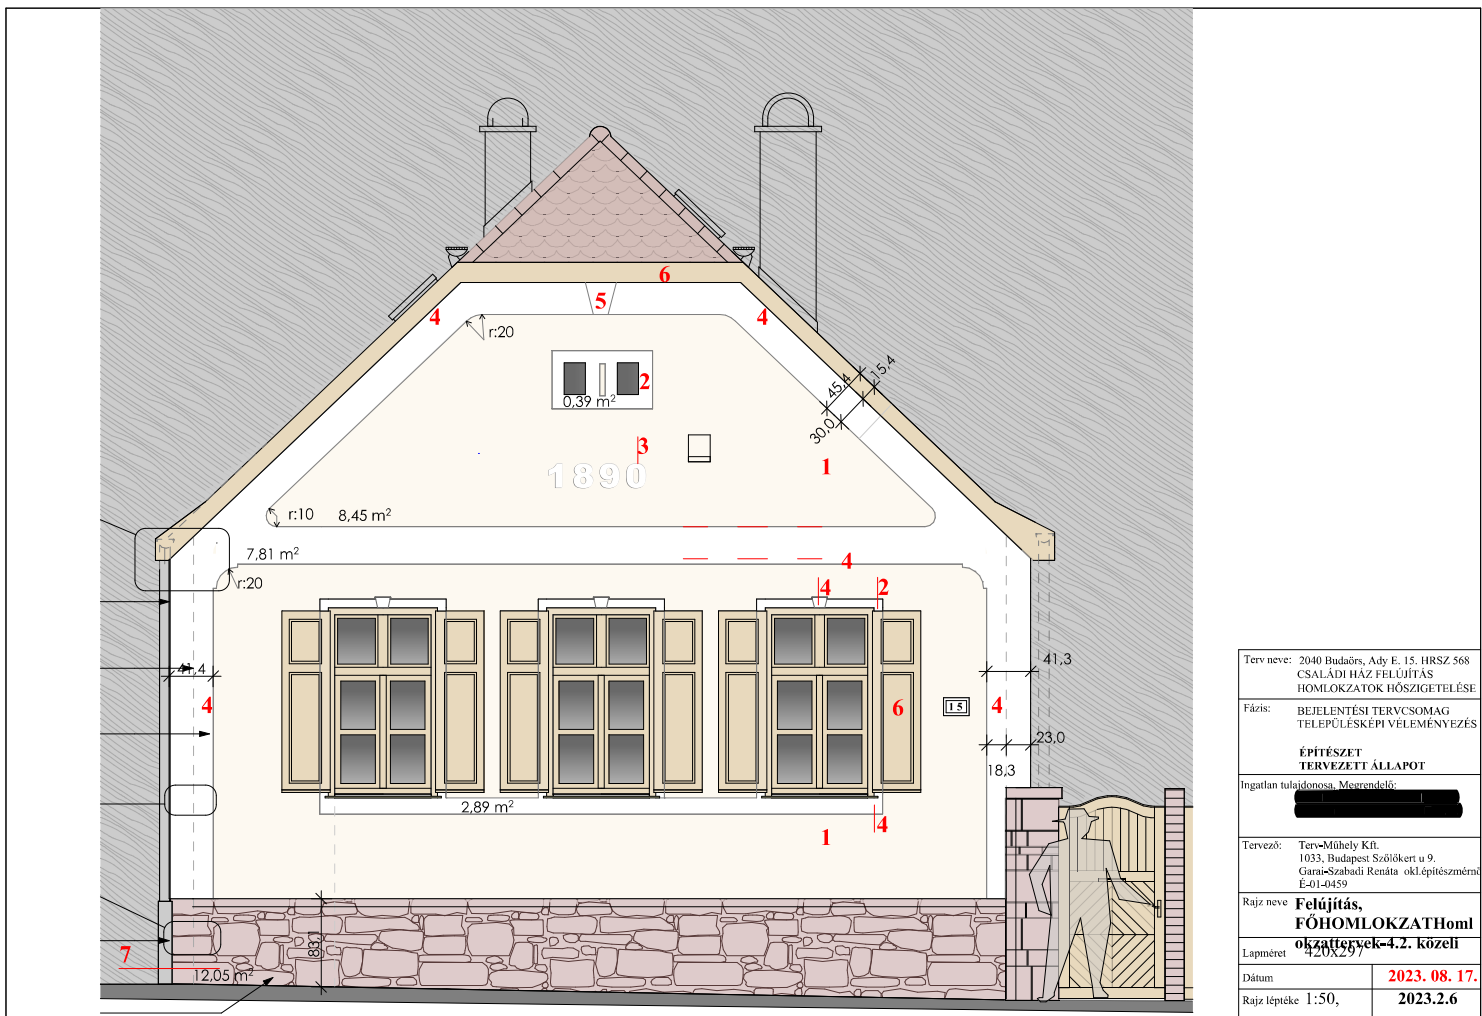 6
5
4
4
r:20
15,4
45,4
2
0,39 m²
30,0
3
1
1890
r:10
8,45 m²
7,81 m²
4
r:20
4
2
41,4
41,3
4
6
15
4
23,0
18,3
2,89 m²
4
1
83,1
7
12,05 m²
Terv neve: 2040 Budaörs, Ady E. 15. HRSZ 568
CSALÁDI HÁZ FELÚJÍTÁS
HOMLOKZATOK HŐSZIGETELÉSE
Fázis: BEJELENTÉSI TERVCSOMAG
TELEPÜLÉSKÉPI VÉLEMÉNYEZÉS
ÉPÍTÉSZET
TERVEZETT ÁLLAPOT
Ingatlan tulajdonosa, Megrendelő:
Tervező: Terv-Műhely Kft.
1033, Budapest Szőlőkert u 9.
Garai-Szabadi Renáta okl.építészmérnö
É-01-0459
Rajz neve Felújítás,
FŐHOMLOKZATHoml
okzattervek-4.2. közeli
Lapméret 420x297
Dátum 2023. 08. 17.
Rajz léptéke 1:50, 2023.2.6